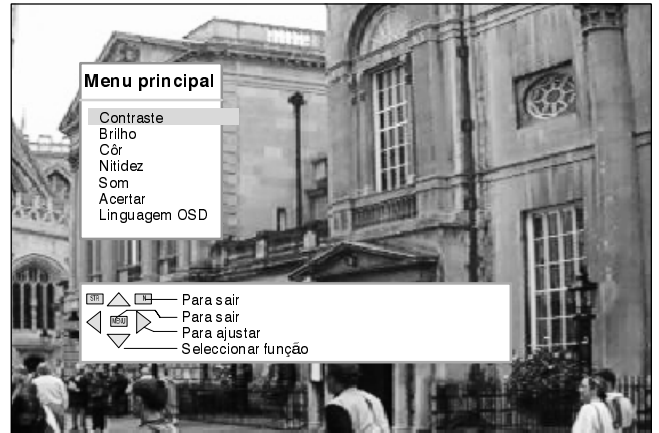 Menu principal
Contraste
Brilho
Côr
Nitidez
Som
Acertar
Linguagem OSD
STR
N
Para sair
MENU
Para sair
Para ajustar
Seleccionar função